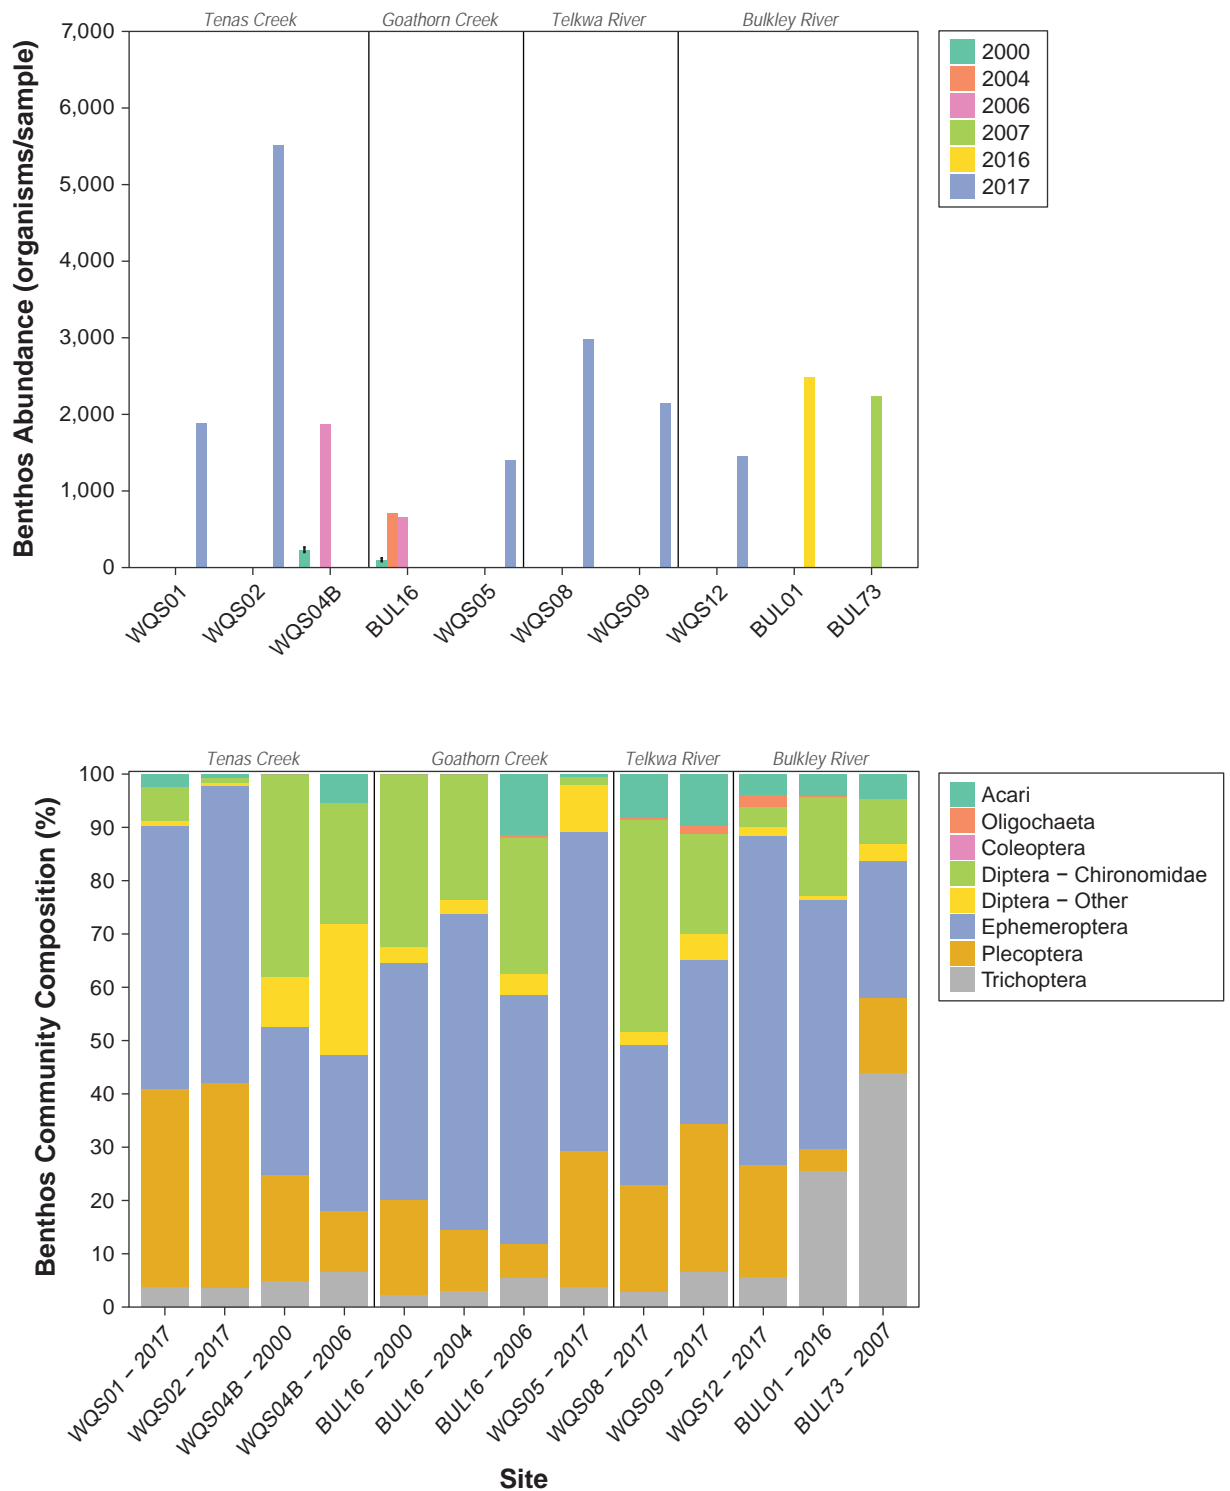 Tenas Creek Goathorn Creek Telkwa River Bulkley River
7,000
6,000
5,000
4,000
3,000
2,000
1,000
0
Benthos Abundance (organisms/sample)
WQS01 WQS02 WQS04B BUL16 WQS05 WQS08 WQS09 WQS12 BUL01 BUL73
2000
2004
2006
2007
2016
2017
Tenas Creek Goathorn Creek Telkwa River Bulkley River
100
90
80
70
60
50
40
30
20
10
0
Benthos Community Composition (%)
WQS01 − 2017 WQS02 − 2017 WQS04B − 2000 WQS04B − 2006 BUL16 − 2000 BUL16 − 2004 BUL16 − 2006 WQS05 − 2017 WQS08 − 2017 WQS09 − 2017 WQS12 − 2017 BUL01 − 2016 BUL73 − 2007
Site
Acari
Oligochaeta
Coleoptera
Diptera − Chironomidae
Diptera − Other
Ephemeroptera
Plecoptera
Trichoptera